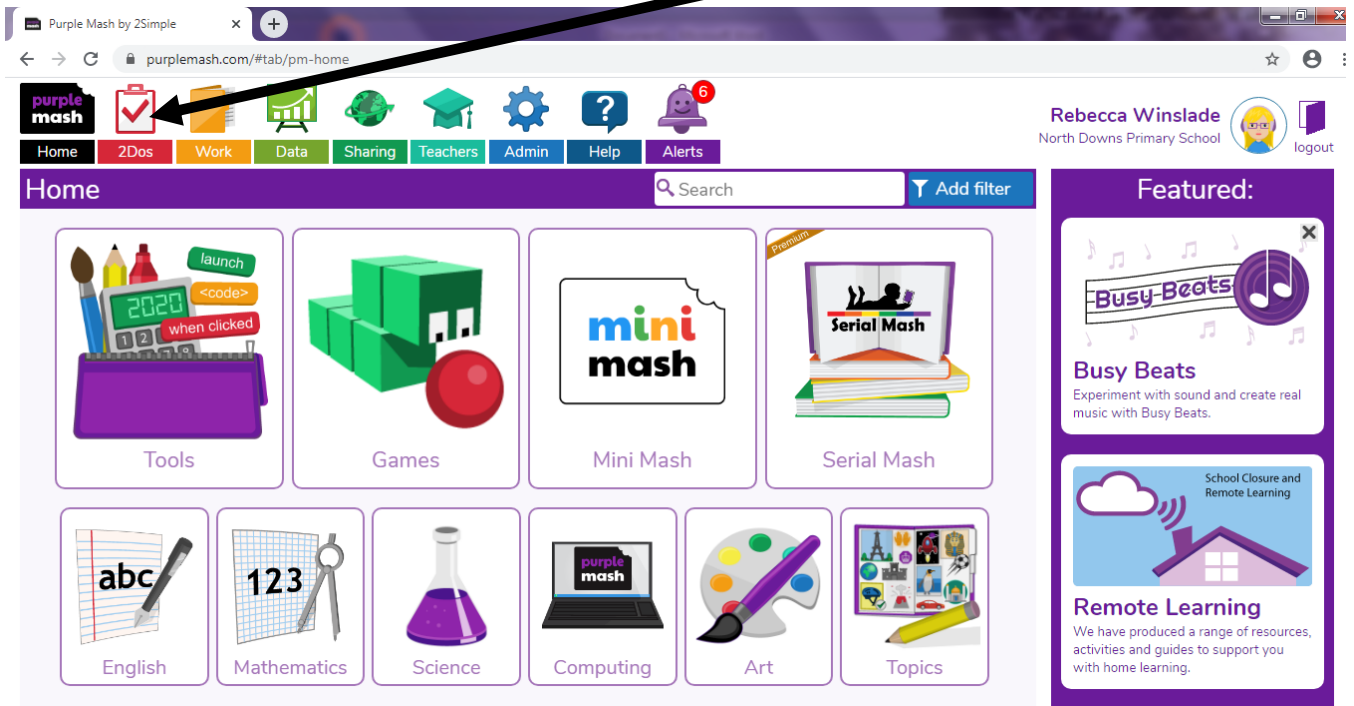 Purple Mash by 2Simple
purplemash.com/#tab/pm-home
purple
mash
6
Home
2Dos
Work
Data
Sharing
Teachers
Admin
Help
Alerts
Rebecca Winslade
North Downs Primary School
logout
Home
Search
Add filter
launch
<code>
when clicked
2020
Tools
Games
mini
mash
Mini Mash
Premium
Serial Mash
Serial Mash
abc
English
123
Mathematics
Science
purple
mash
Computing
Art
Topics
Featured:
Busy Beats
Busy Beats
Experiment with sound and create real
music with Busy Beats.
School Closure and
Remote Learning
Remote Learning
We have produced a range of resources,
activities and guides to support you
with home learning.